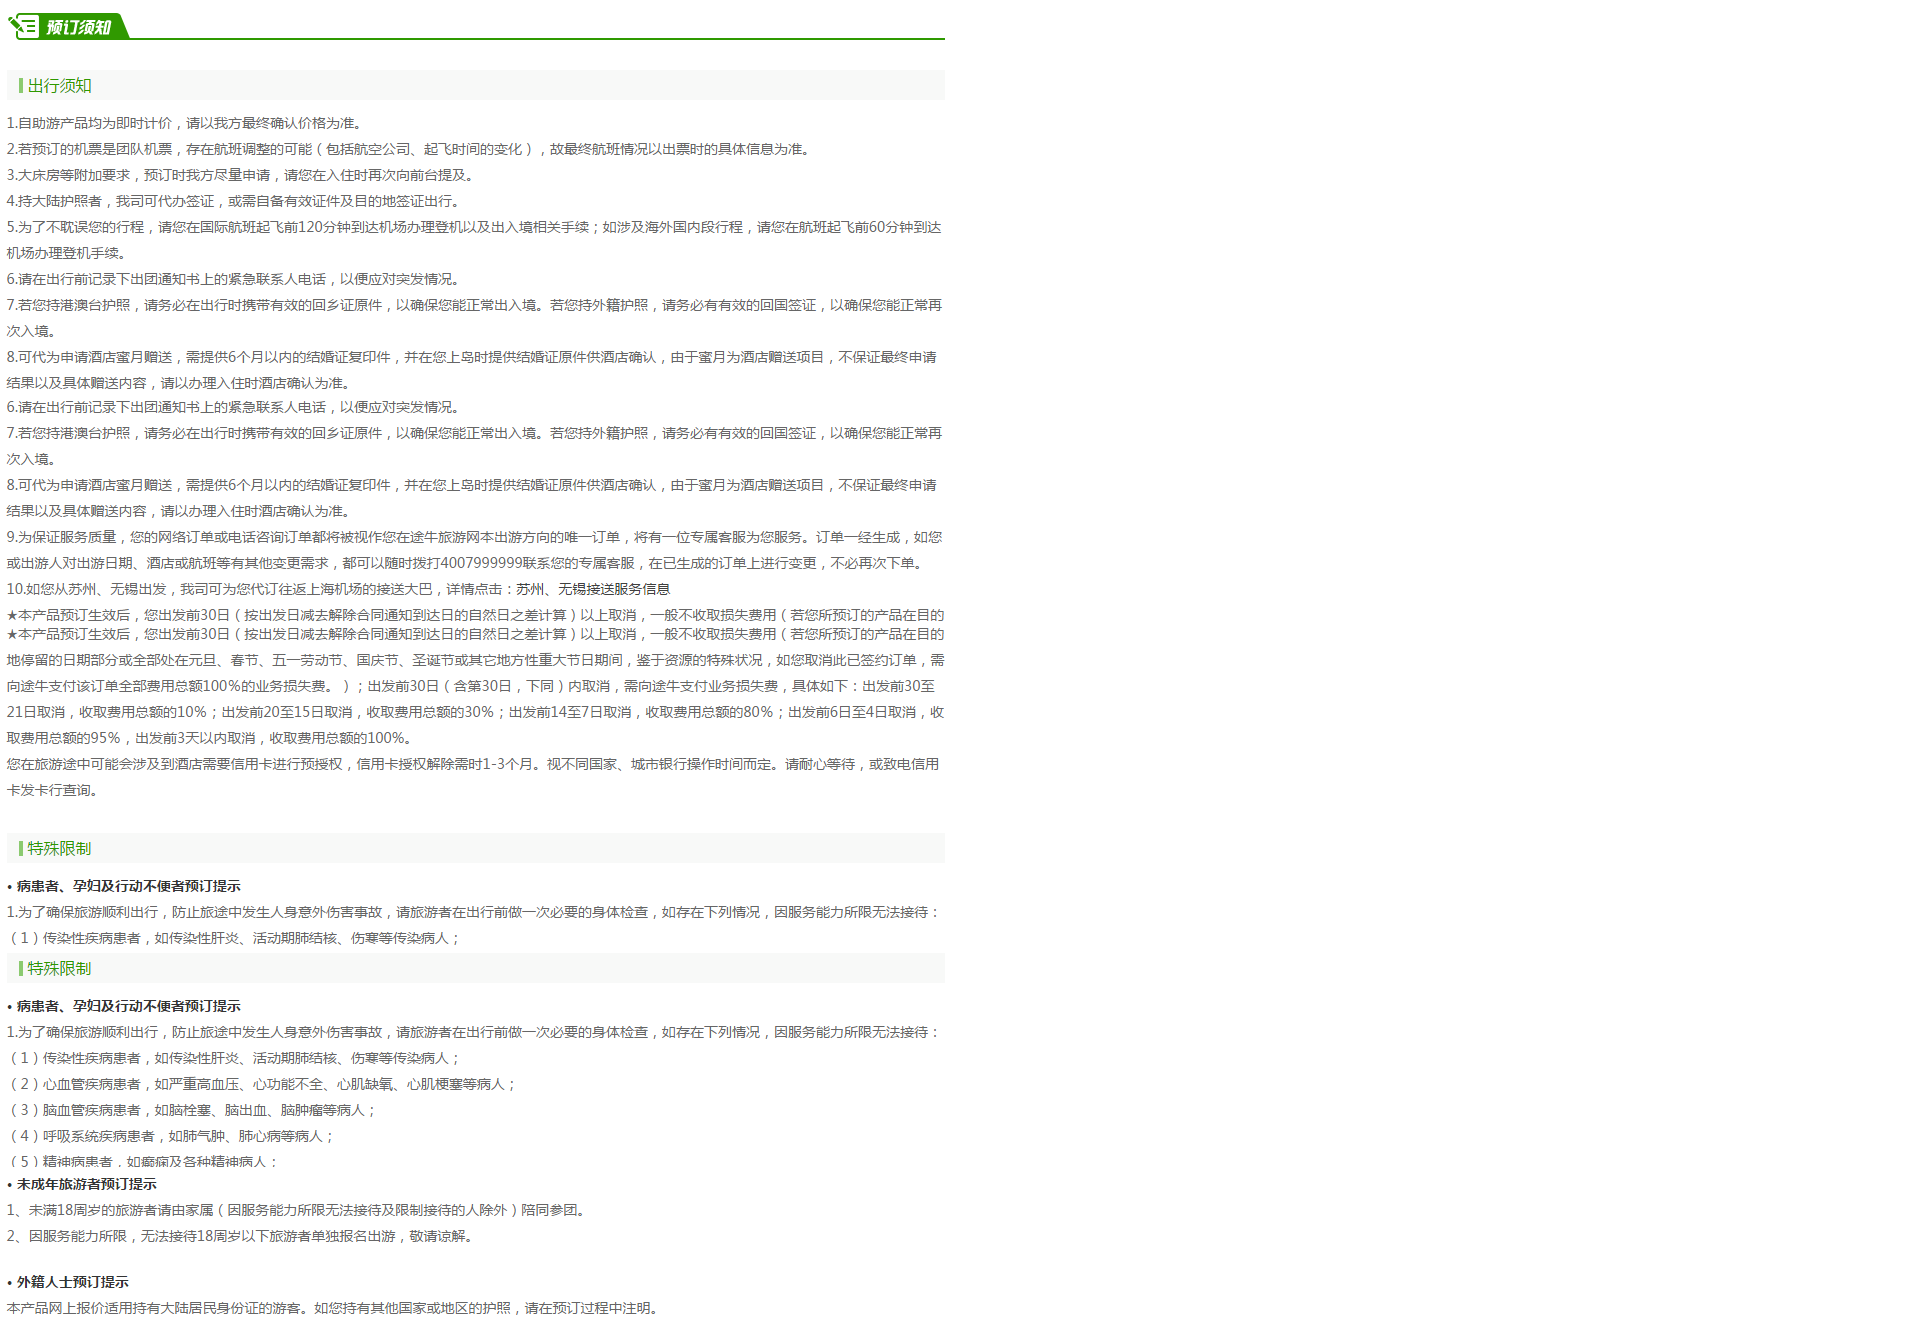 预订须知
出行须知
1.自助游产品均为即时计价，请以我方最终确认价格为准。
2.若预订的机票是团队机票，存在航班调整的可能（包括航空公司、起飞时间的变化），故最终航班情况以出票时的具体信息为准。
3.大床房等附加要求，预订时我方尽量申请，请您在入住时再次向前台提及。
4.持大陆护照者，我司可代办签证，或需自备有效证件及目的地签证出行。
5.为了不耽误您的行程，请您在国际航班起飞前120分钟到达机场办理登机以及出入境相关手续；如涉及海外国内段行程，请您在航班起飞前60分钟到达
机场办理登机手续。
6.请在出行前记录下出团通知书上的紧急联系人电话，以便应对突发情况。
7.若您持港澳台护照，请务必在出行时携带有效的回乡证原件，以确保您能正常出入境。若您持外籍护照，请务必有有效的回国签证，以确保您能正常再
次入境。
8.可代为申请酒店蜜月赠送，需提供6个月以内的结婚证复印件，并在您上岛时提供结婚证原件供酒店确认，由于蜜月为酒店赠送项目，不保证最终申请
结果以及具体赠送内容，请以办理入住时酒店确认为准。
6.请在出行前记录下出团通知书上的紧急联系人电话，以便应对突发情况。
7.若您持港澳台护照，请务必在出行时携带有效的回乡证原件，以确保您能正常出入境。若您持外籍护照，请务必有有效的回国签证，以确保您能正常再
次入境。
8.可代为申请酒店蜜月赠送，需提供6个月以内的结婚证复印件，并在您上岛时提供结婚证原件供酒店确认，由于蜜月为酒店赠送项目，不保证最终申请
结果以及具体赠送内容，请以办理入住时酒店确认为准。
9.为保证服务质量，您的网络订单或电话咨询订单都将被视作您在途牛旅游网本出游方向的唯一订单，将有一位专属客服为您服务。订单一经生成，如您
或出游人对出游日期、酒店或航班等有其他变更需求，都可以随时拨打4007999999联系您的专属客服，在已生成的订单上进行变更，不必再次下单。
10.如您从苏州、无锡出发，我司可为您代订往返上海机场的接送大巴，详情点击：苏州、无锡接送服务信息
★本产品预订生效后，您出发前30日（按出发日减去解除合同通知到达日的自然日之差计算）以上取消，一般不收取损失费用（若您所预订的产品在目的
★本产品预订生效后，您出发前30日（按出发日减去解除合同通知到达日的自然日之差计算）以上取消，一般不收取损失费用（若您所预订的产品在目的
地停留的日期部分或全部处在元旦、春节、五一劳动节、国庆节、圣诞节或其它地方性重大节日期间，鉴于资源的特殊状况，如您取消此已签约订单，需
向途牛支付该订单全部费用总额100%的业务损失费。）；出发前30日（含第30日，下同）内取消，需向途牛支付业务损失费，具体如下：出发前30至
21日取消，收取费用总额的10%；出发前20至15日取消，收取费用总额的30%；出发前14至7日取消，收取费用总额的80%；出发前6日至4日取消，收
取费用总额的95%，出发前3天以内取消，收取费用总额的100%。
您在旅游途中可能会涉及到酒店需要信用卡进行预授权，信用卡授权解除需时1-3个月。视不同国家、城市银行操作时间而定。请耐心等待，或致电信用
卡发卡行查询。
特殊限制
• 病患者、孕妇及行动不便者预订提示
1.为了确保旅游顺利出行，防止旅途中发生人身意外伤害事故，请旅游者在出行前做一次必要的身体检查，如存在下列情况，因服务能力所限无法接待：
（1）传染性疾病患者，如传染性肝炎、活动期肺结核、伤寒等传染病人；
特殊限制
• 病患者、孕妇及行动不便者预订提示
1.为了确保旅游顺利出行，防止旅途中发生人身意外伤害事故，请旅游者在出行前做一次必要的身体检查，如存在下列情况，因服务能力所限无法接待：
（1）传染性疾病患者，如传染性肝炎、活动期肺结核、伤寒等传染病人；
（2）心血管疾病患者，如严重高血压、心功能不全、心肌缺氧、心肌梗塞等病人；
（3）脑血管疾病患者，如脑栓塞、脑出血、脑肿瘤等病人；
（4）呼吸系统疾病患者，如肺气肿、肺心病等病人；
（5）精神病患者，如癫痫及各种精神病人；
• 未成年旅游者预订提示
1、未满18周岁的旅游者请由家属（因服务能力所限无法接待及限制接待的人除外）陪同参团。
2、因服务能力所限，无法接待18周岁以下旅游者单独报名出游，敬请谅解。
• 外籍人士预订提示
本产品网上报价适用持有大陆居民身份证的游客。如您持有其他国家或地区的护照，请在预订过程中注明。